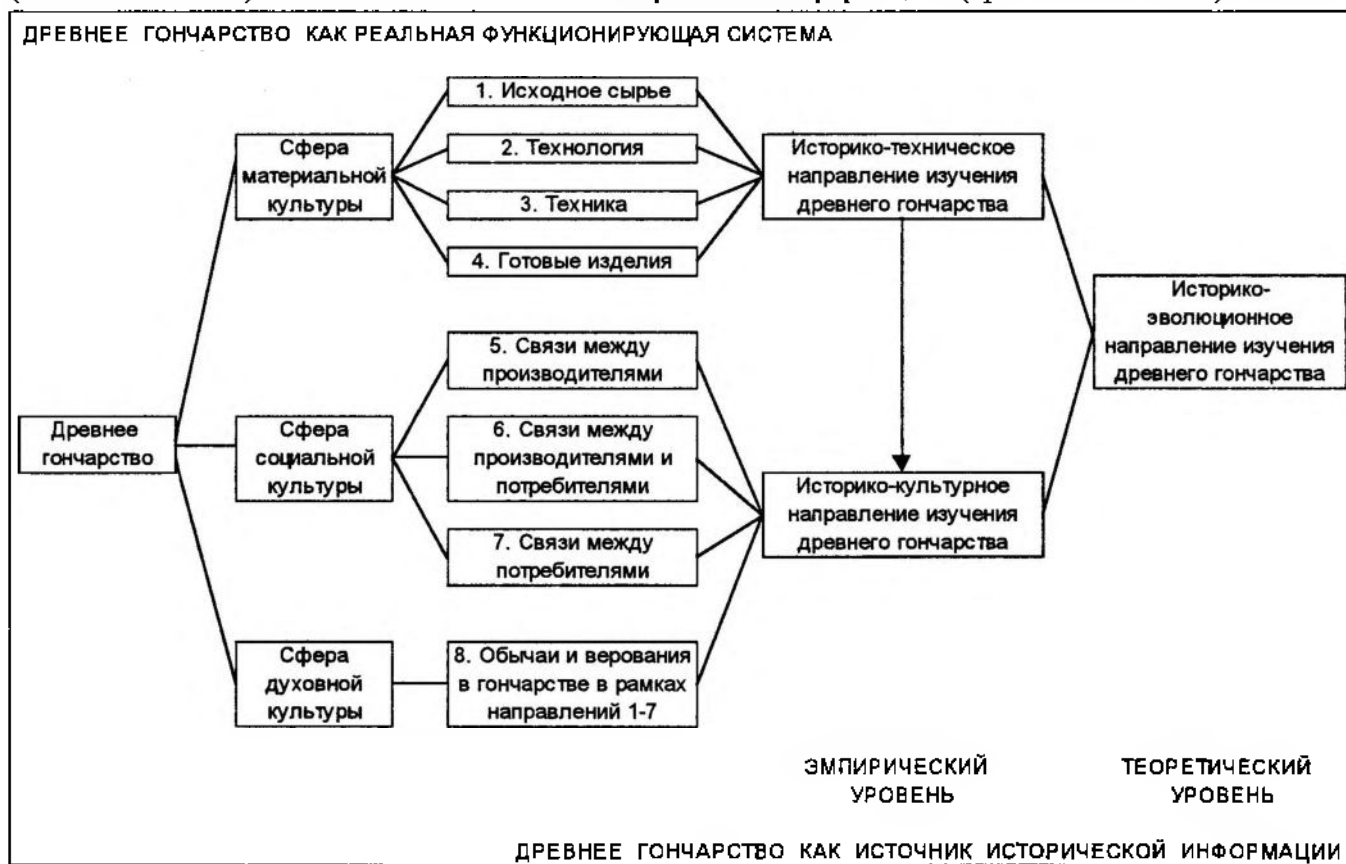 ДРЕВНЕЕ ГОНЧАРСТВО КАК РЕАЛЬНАЯ ФУНКЦИОНИРУЮЩАЯ СИСТЕМА
Древнее
гончарство
Сфера
материальной
культуры
Сфера
социальной
культуры
Сфера
духовной
культуры
1. Исходное сырье
2. Технология
3. Техника
4. Готовые изделия
5. Связи между
производителями
6. Связи между
производителями и
потребителями
7. Связи между
потребителями
8. Обычаи и верования
в гончарстве в рамках
направлений 1-7
Историко-техническое
направление изучения
древнего гончарства
Историко-культурное
направление изучения
древнего гончарства
Историко-
эволюционное
направление изучения
древнего гончарства
ЭМПИРИЧЕСКИЙ
УРОВЕНЬ
ТЕОРЕТИЧЕСКИЙ
УРОВЕНЬ
ДРЕВНЕЕ ГОНЧАРСТВО КАК ИСТОЧНИК ИСТОРИЧЕСКОЙ ИНФОРМАЦИИ